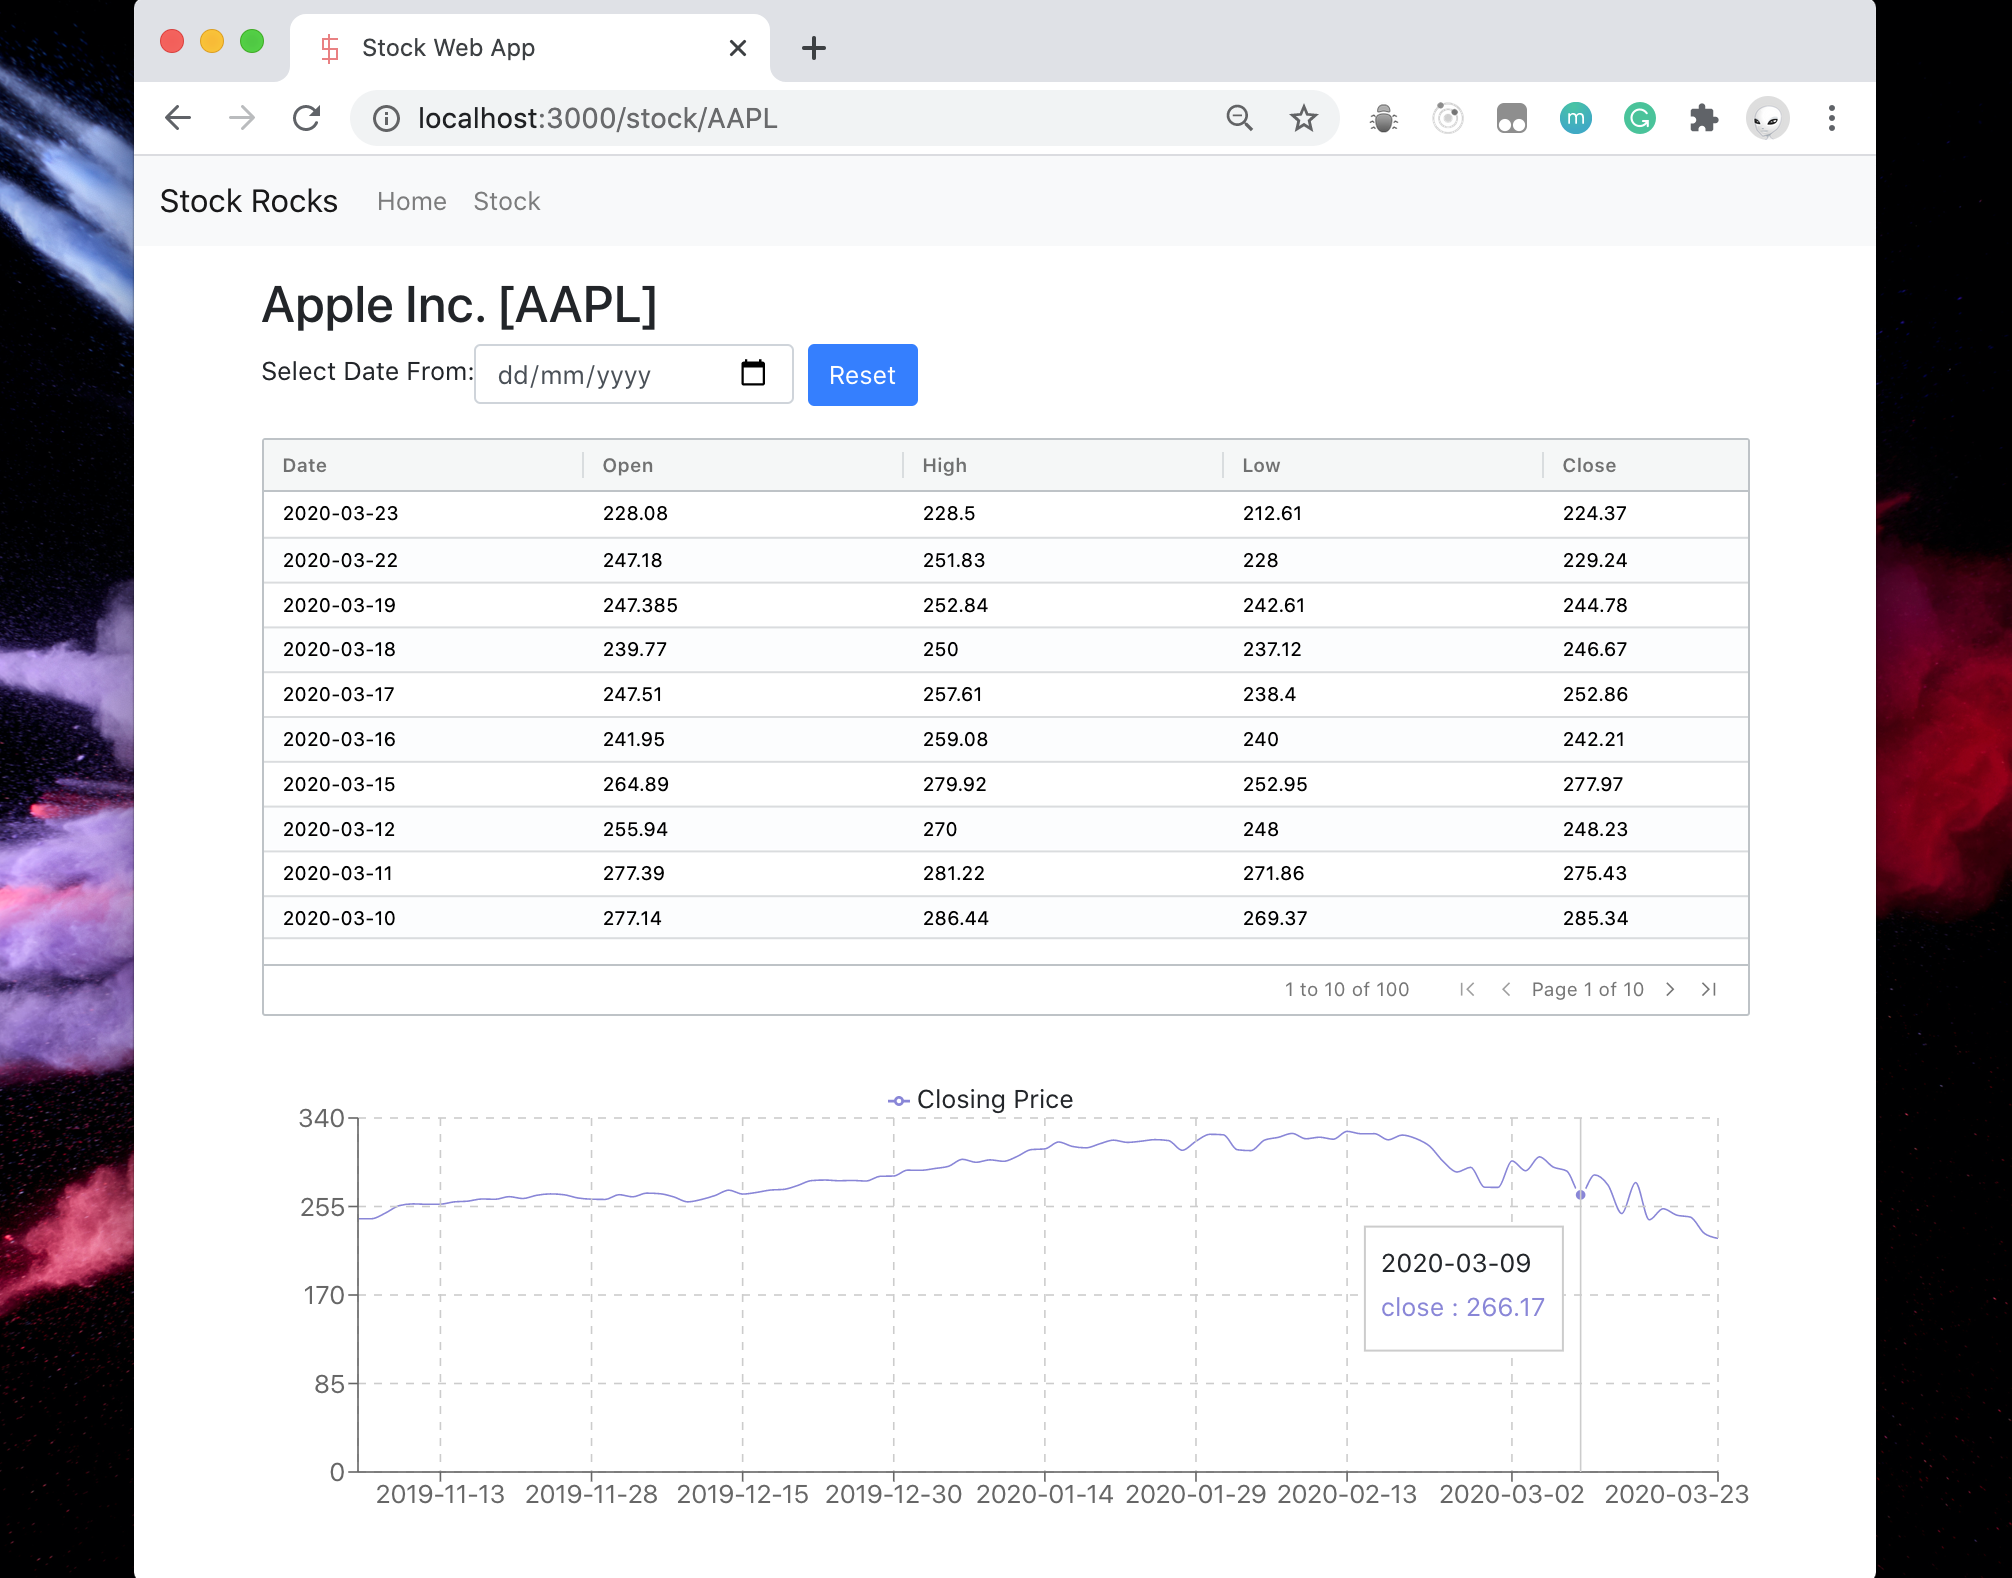 Stock Web App
localhost:3000/stock/AAPL
m
G
Stock Rocks Home Stock
Apple Inc. [AAPL]
Select Date From: dd/mm/yyyy Reset
Date Open High Low Close
2020-03-23 228.08 228.5 212.61 224.37
2020-03-22 247.18 251.83 228 229.24
2020-03-19 247.385 252.84 242.61 244.78
2020-03-18 239.77 250 237.12 246.67
2020-03-17 247.51 257.61 238.4 252.86
2020-03-16 241.95 259.08 240 242.21
2020-03-15 264.89 279.92 252.95 277.97
2020-03-12 255.94 270 248 248.23
2020-03-11 277.39 281.22 271.86 275.43
2020-03-10 277.14 286.44 269.37 285.34
1 to 10 of 100 Page 1 of 10
Closing Price
340
255
170
85
0
2020-03-09
close : 266.17
2019-11-13 2019-11-28 2019-12-15 2019-12-30 2020-01-14 2020-01-29 2020-02-13 2020-03-02 2020-03-23